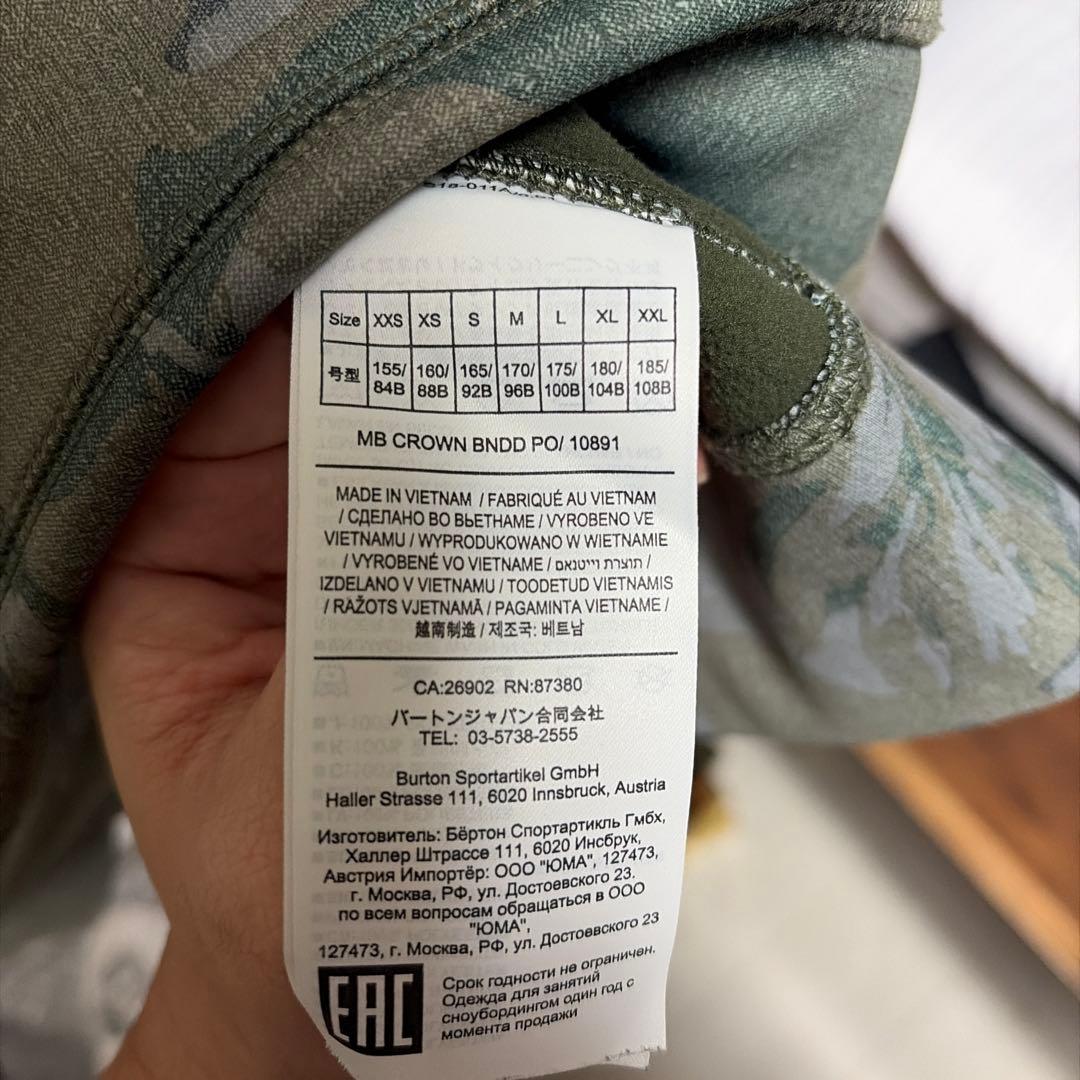 Size XXS XS S M L XL XXL
号型 155/84B 160/88B 165/92B 170/96B 175/100B 180/104B 185/108B
MB CROWN BNDD PO/ 10891
MADE IN VIETNAM / FABRIQUÉ AU VIETNAM
/ СДЕЛАНО ВО ВЬЕТНАМЕ / VYROBENO VE
VIETNAMU / WYPRODUKOWANO W WIETNAMIE
/ VYROBENÉ VO VIETNAME / תוצרת וייטנאם /
IZDELANO V VIETNAMU / TOODETUD VIETNAMIS
/ RAŽOTS VJETNAMĀ / PAGAMINTA VIETNAME /
越南制造 / 제조국: 베트남
CA:26902 RN:87380
バートンジャパン合同会社
TEL: 03-5738-2555
Burton Sportartikel GmbH
Haller Strasse 111, 6020 Innsbruck, Austria
Изготовитель: Бёртон Спортартикль Гмбх,
Халлер Штрассе 111, 6020 Инсбрук,
Австрия Импортёр: ООО "ЮМА", 127473,
г. Москва, РФ, ул. Достоевского 23.
по всем вопросам обращаться в ООО
"ЮМА",
127473, г. Москва, РФ, ул. Достоевского 23
EAC
Срок годности не ограничен.
Одежда для занятий
сноубордингом один год с
момента продажи